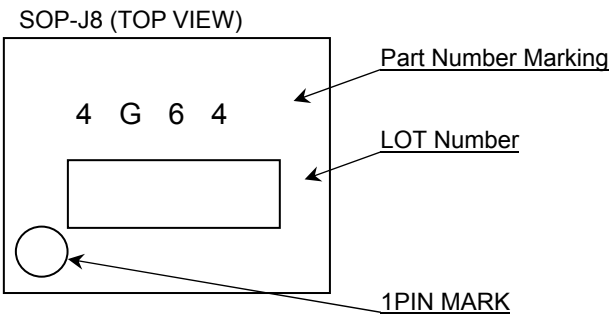 SOP-J8 (TOP VIEW)
Part Number Marking
4 G 6 4
LOT Number
1PIN MARK